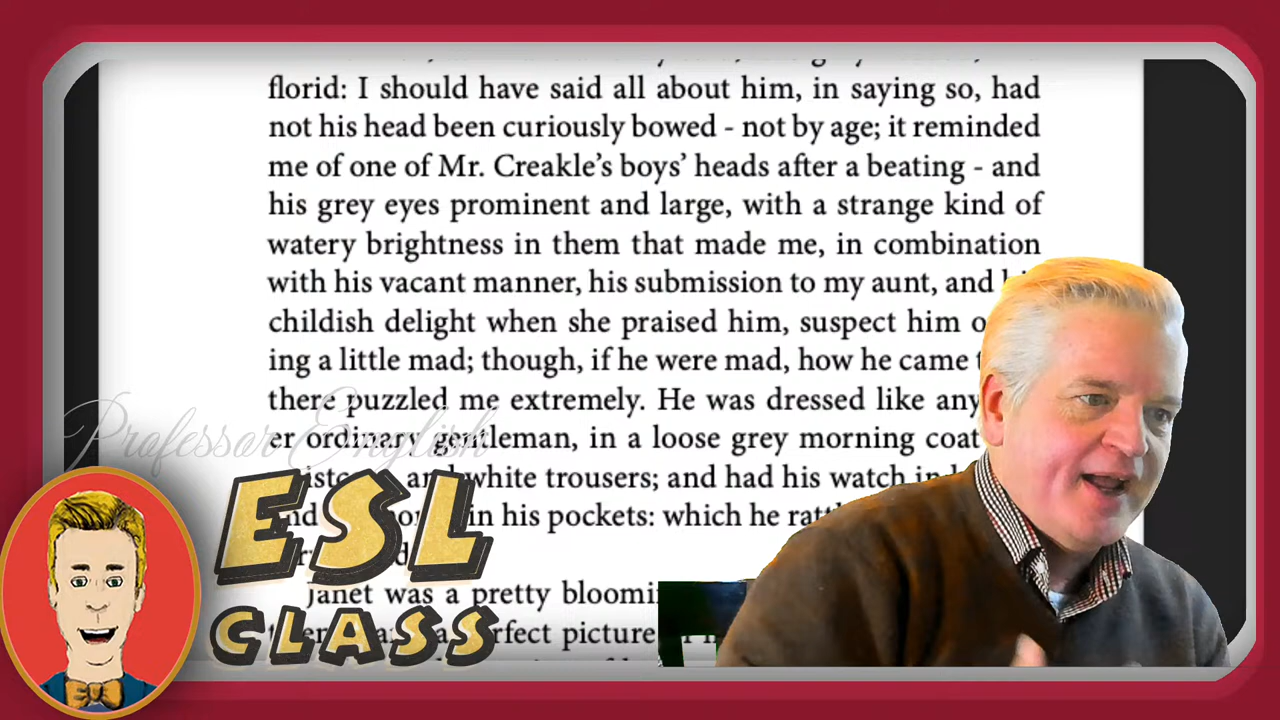 florid: I should have said all about him, in saying so, had
not his head been curiously bowed - not by age; it reminded
me of one of Mr. Creakle’s boys’ heads after a beating - and
his grey eyes prominent and large, with a strange kind of
watery brightness in them that made me, in combination
with his vacant manner, his submission to my aunt, and
childish delight when she praised him, suspect him
ing a little mad; though, if he were mad, how he came
there puzzled me extremely. He was dressed like any
er ordinary gentleman, in a loose grey morning coat
and white trousers; and had his watch in
in his pockets: which he
Janet was a pretty
picture
Professor English
ESL
CLASS